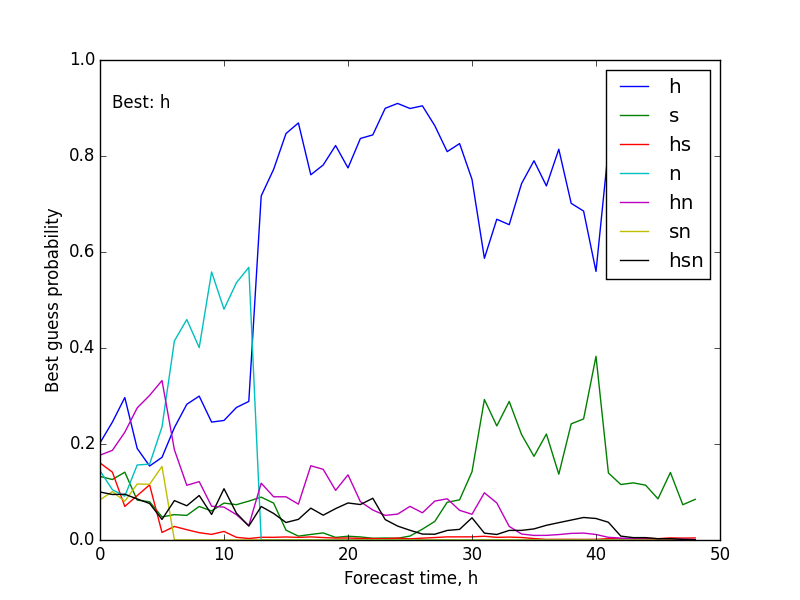 1.0
0.8
0.6
0.4
0.2
0.0
Best guess probability
Best: h
h
s
hs
n
hn
sn
hsn
0 10 20 30 40 50
Forecast time, h